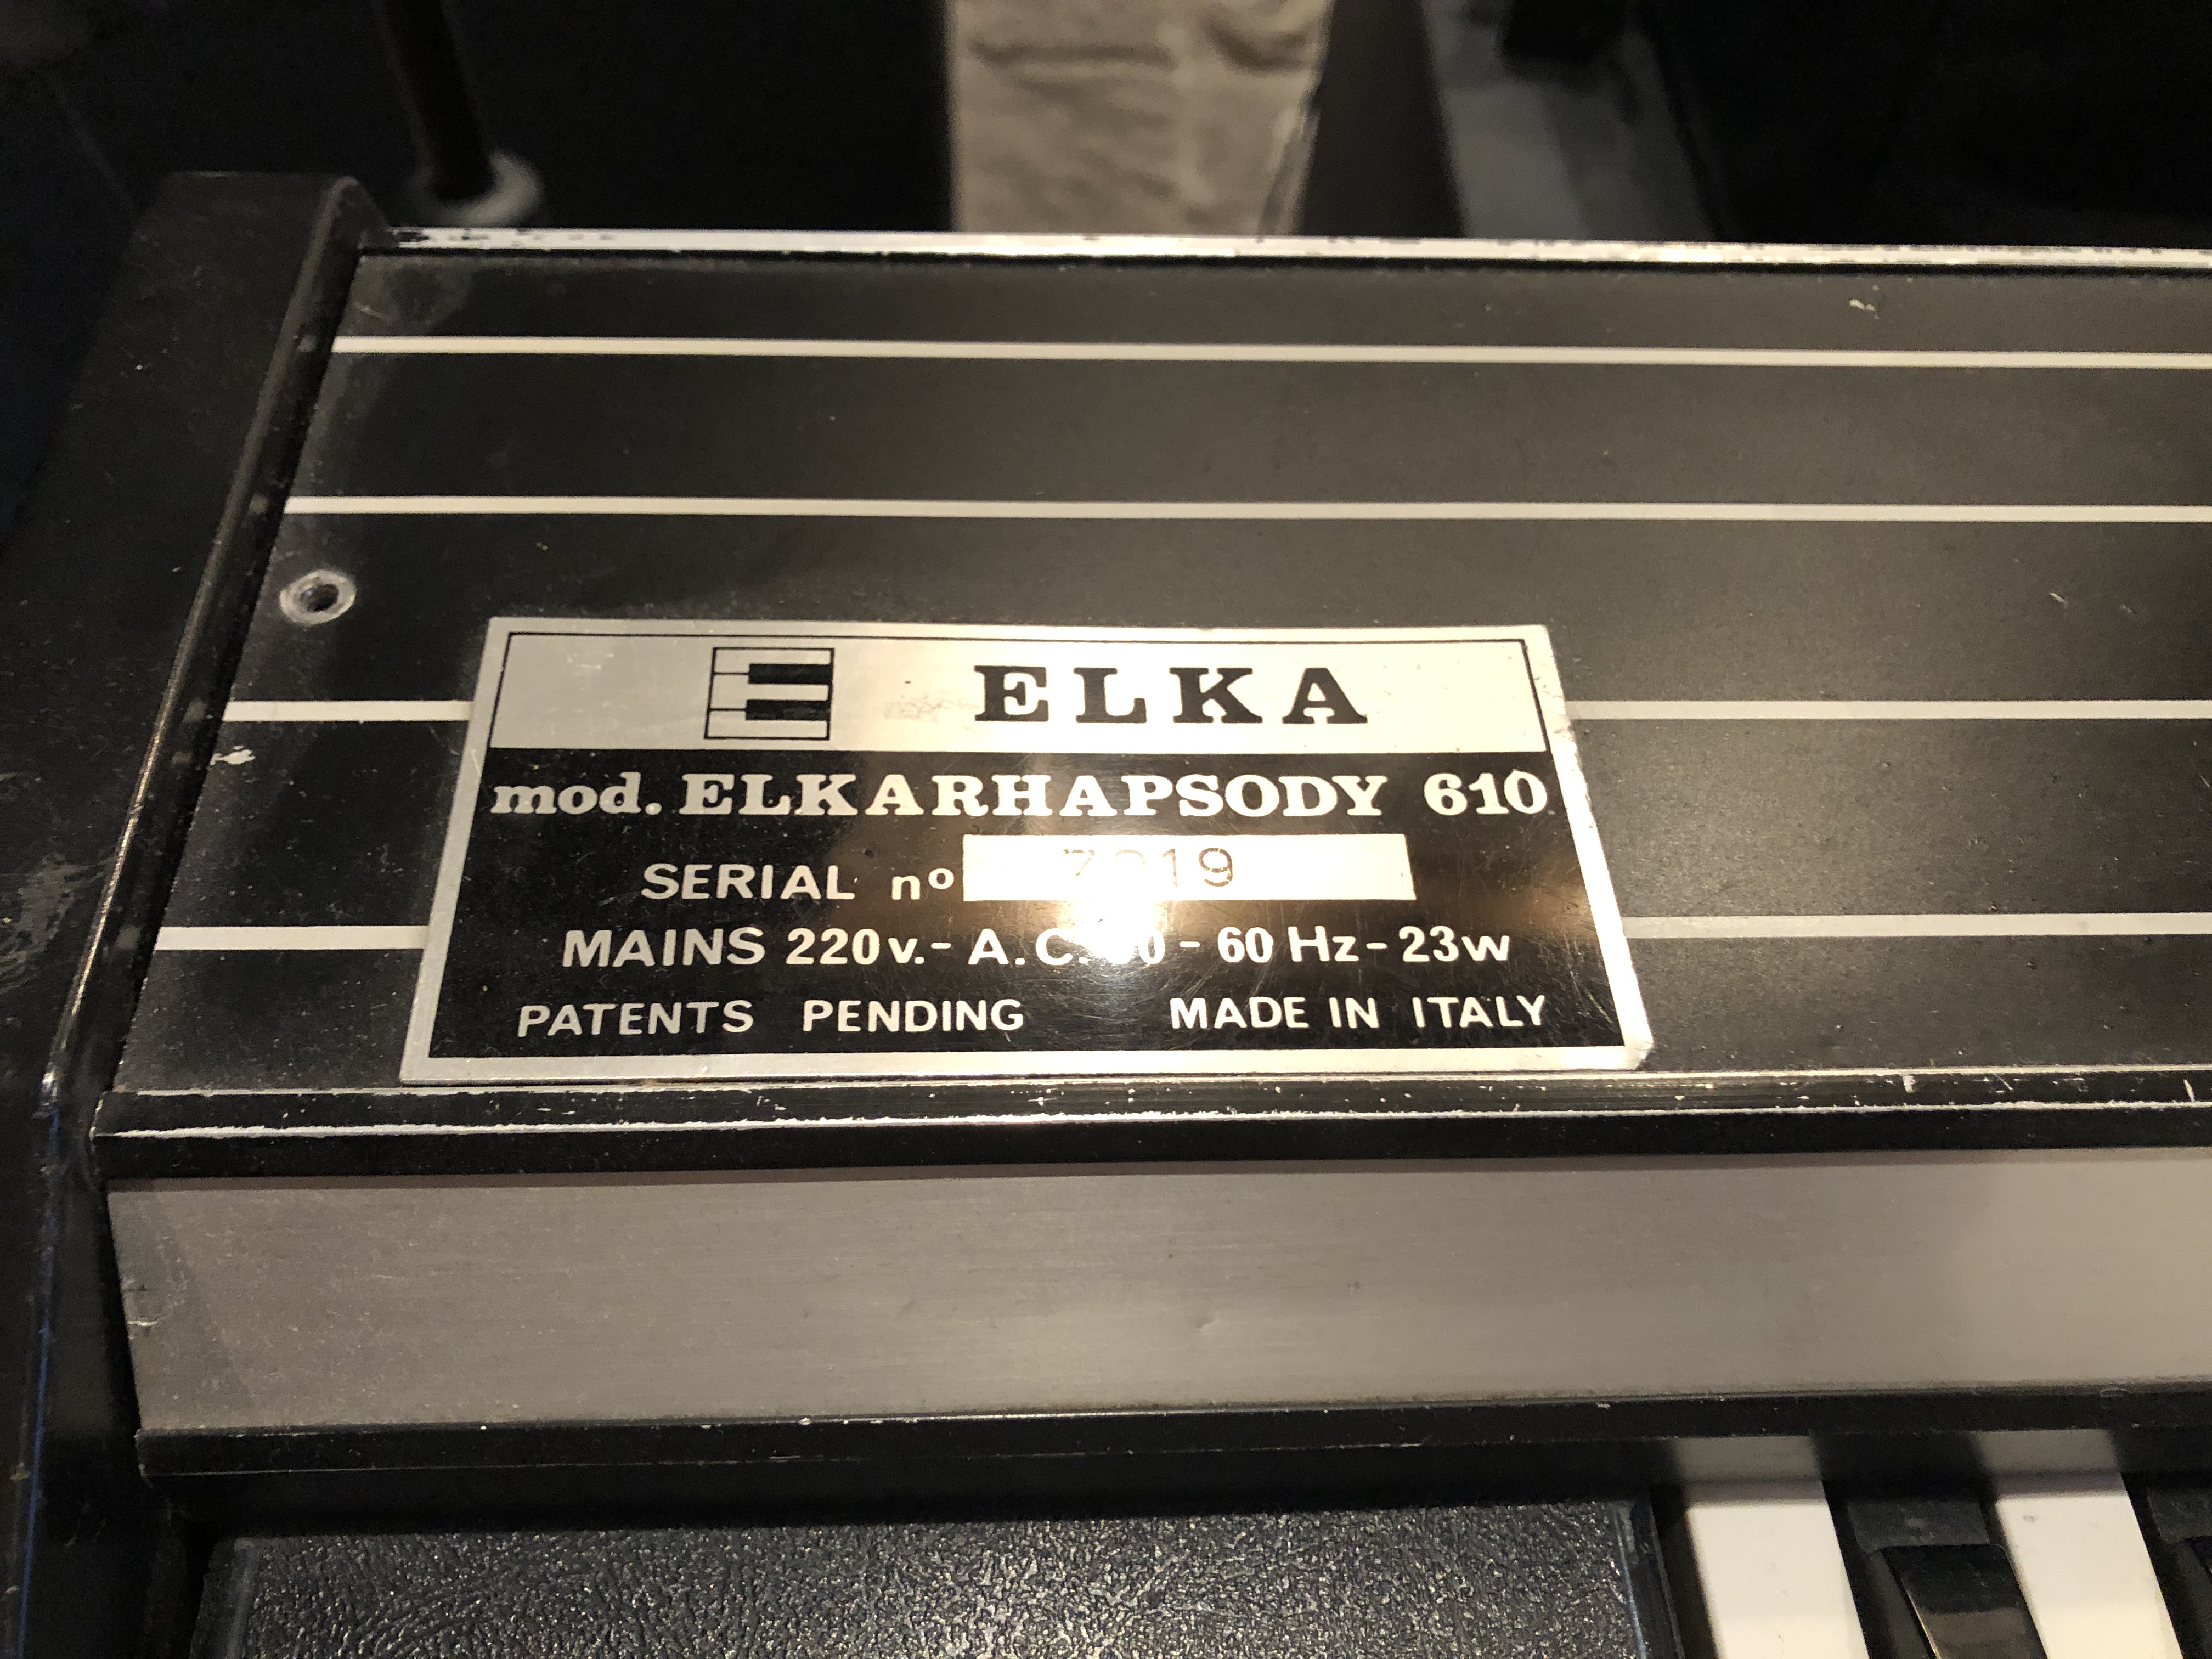 ELKA
mod. ELKARHAPSODY 610
SERIAL nº
MAINS 220v.- A.C. - 60 Hz - 23w
PATENTS PENDING MADE IN ITALY